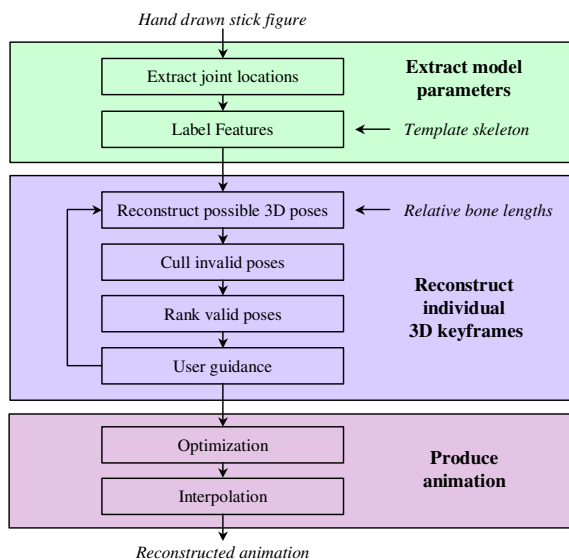 Hand drawn stick figure
Extract joint locations
Extract model
parameters
Label Features
Template skeleton
Reconstruct possible 3D poses
Relative bone lengths
Cull invalid poses
Reconstruct
individual
3D keyframes
Rank valid poses
User guidance
Optimization
Produce
animation
Interpolation
Reconstructed animation